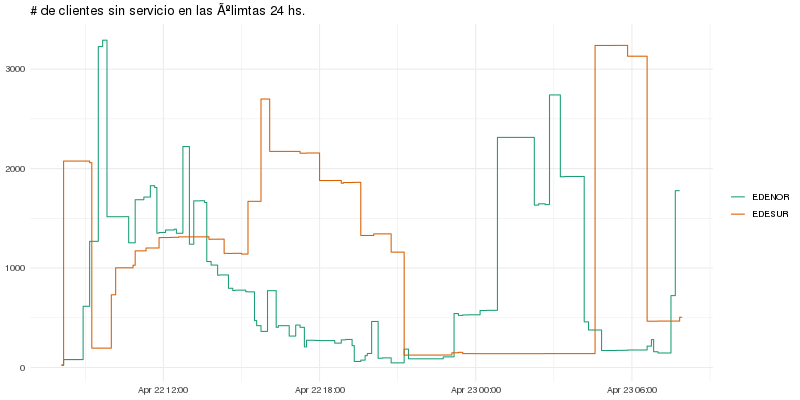 # de clientes sin servicio en las Ãºlimtas 24 hs.
3000
2000
1000
0
Apr 22 12:00
Apr 22 18:00
Apr 23 00:00
Apr 23 06:00
EDENOR
EDESUR